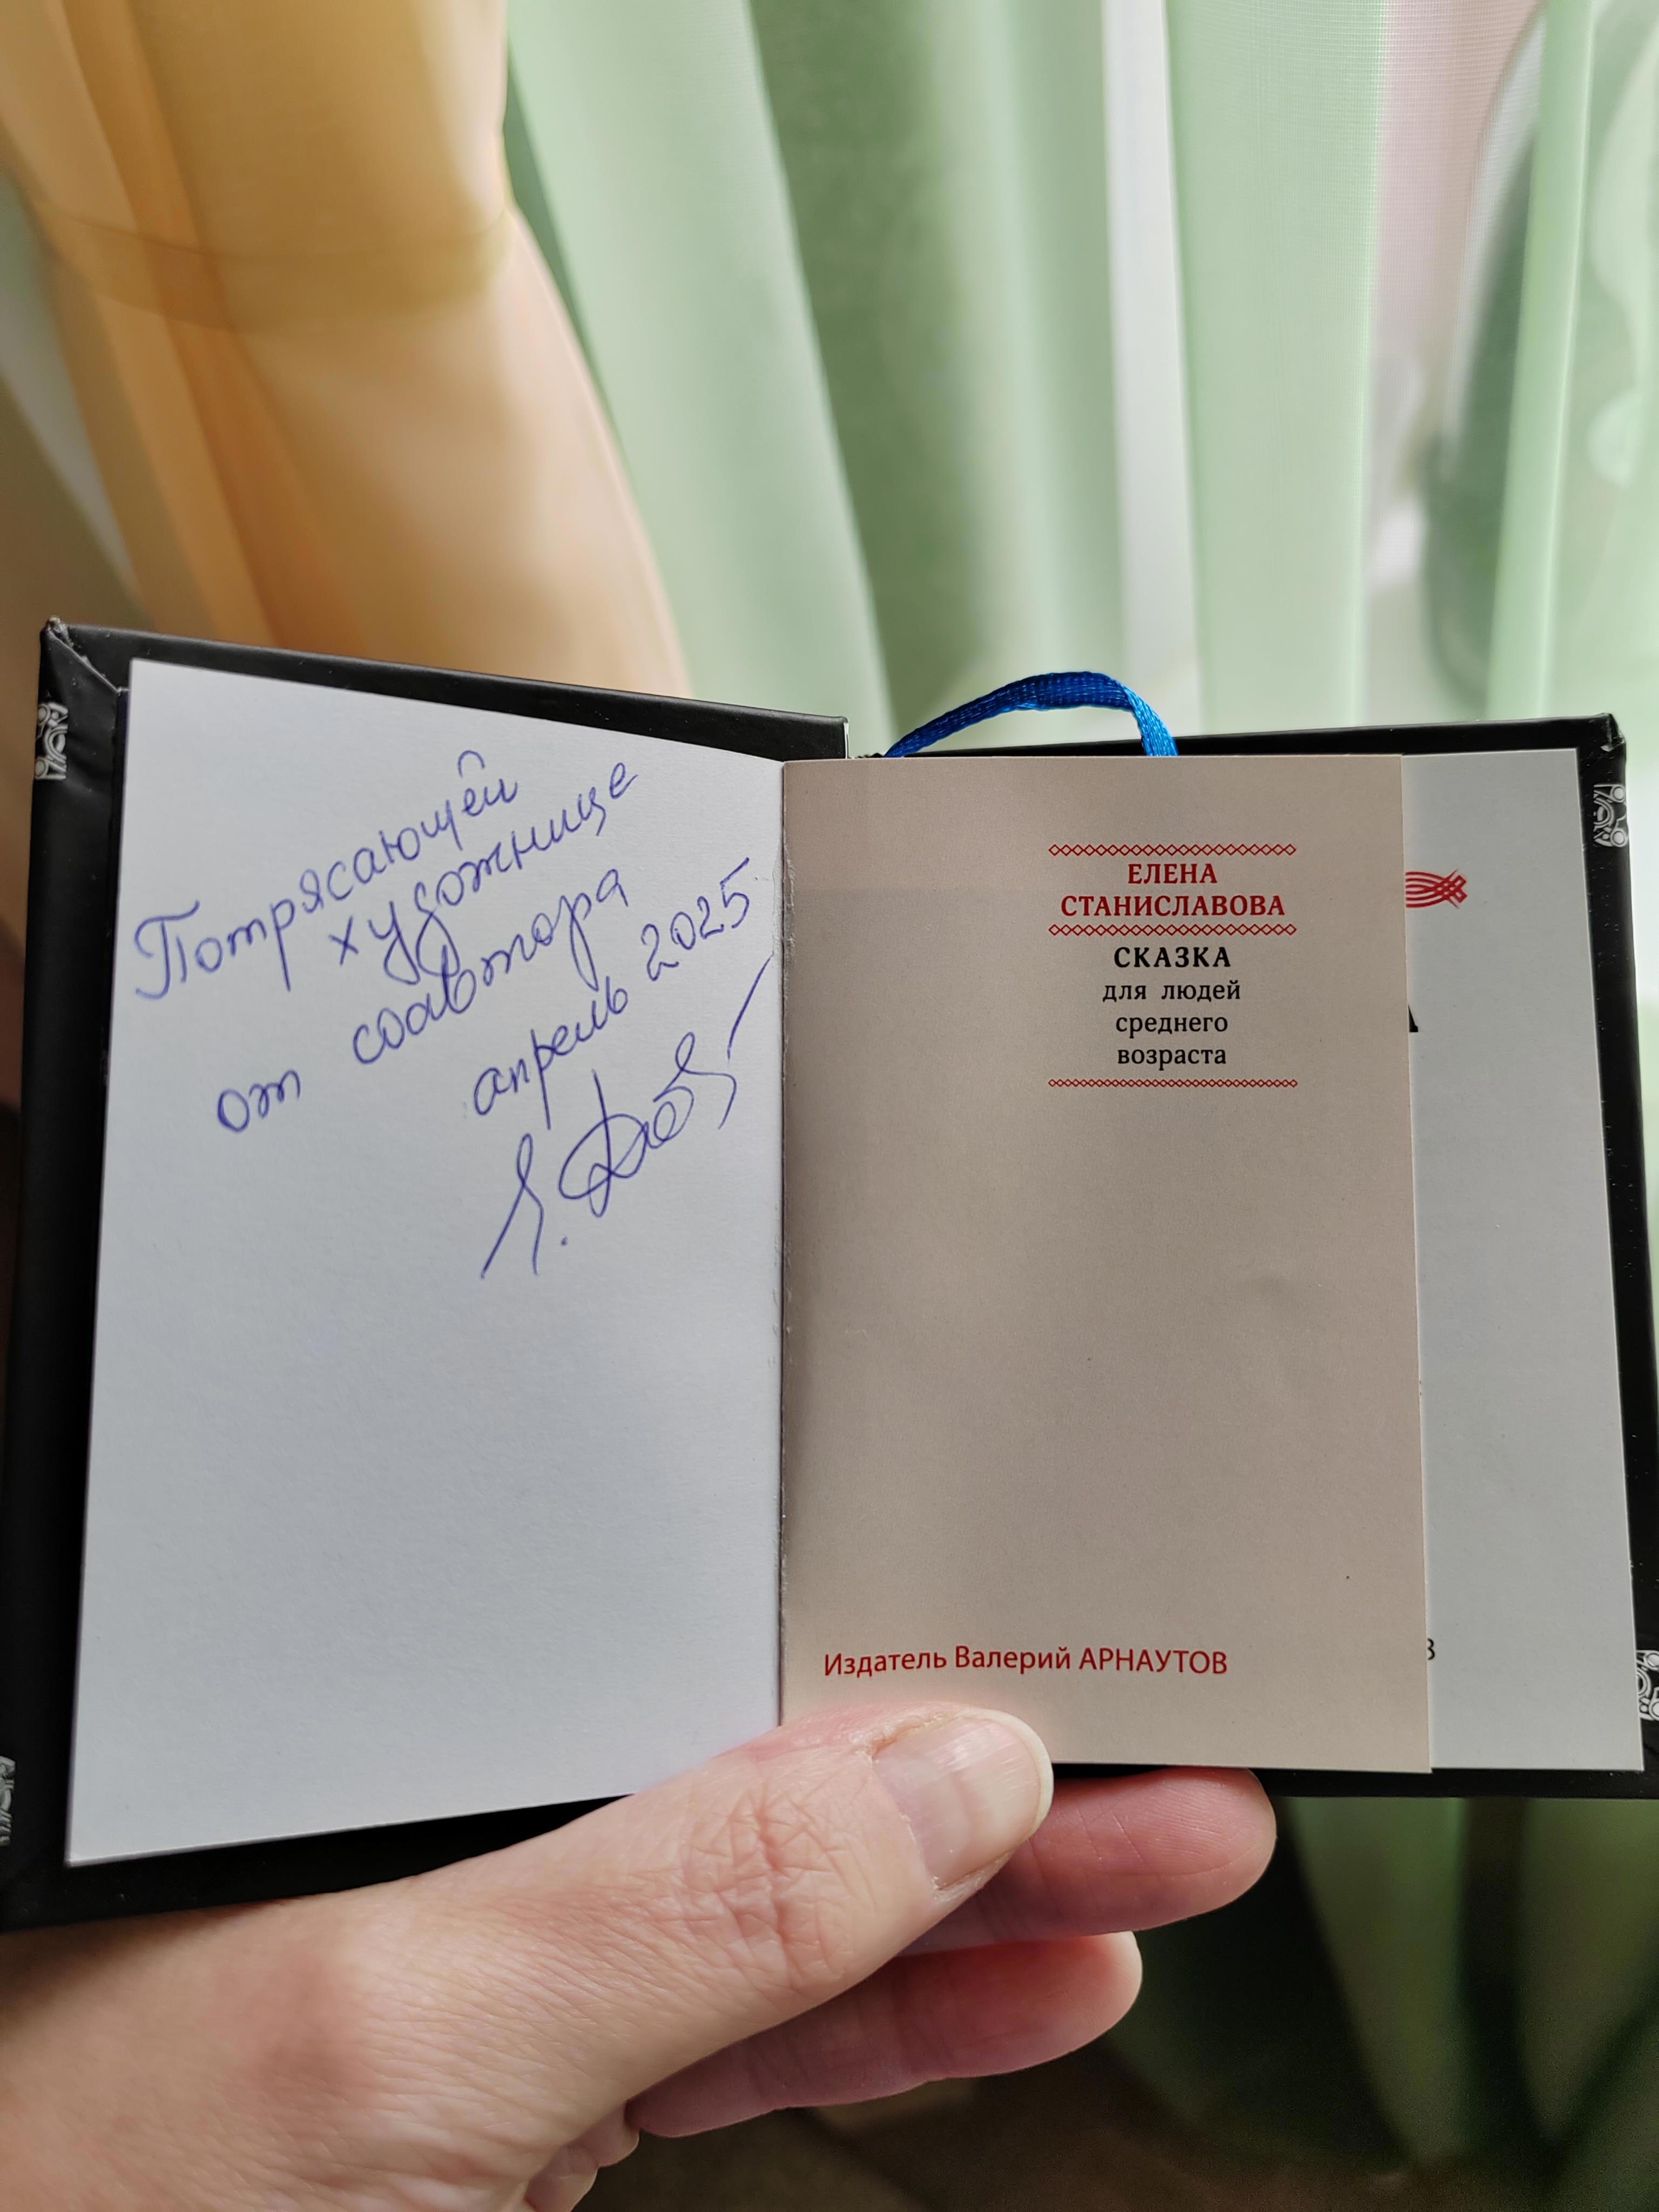 Потрясающей
художнице
от соавтора
апрель 2025
ЕЛЕНА
СТАНИСЛАВОВА
СКАЗКА
для людей
среднего
возраста
Издатель Валерий АРНАУТОВ